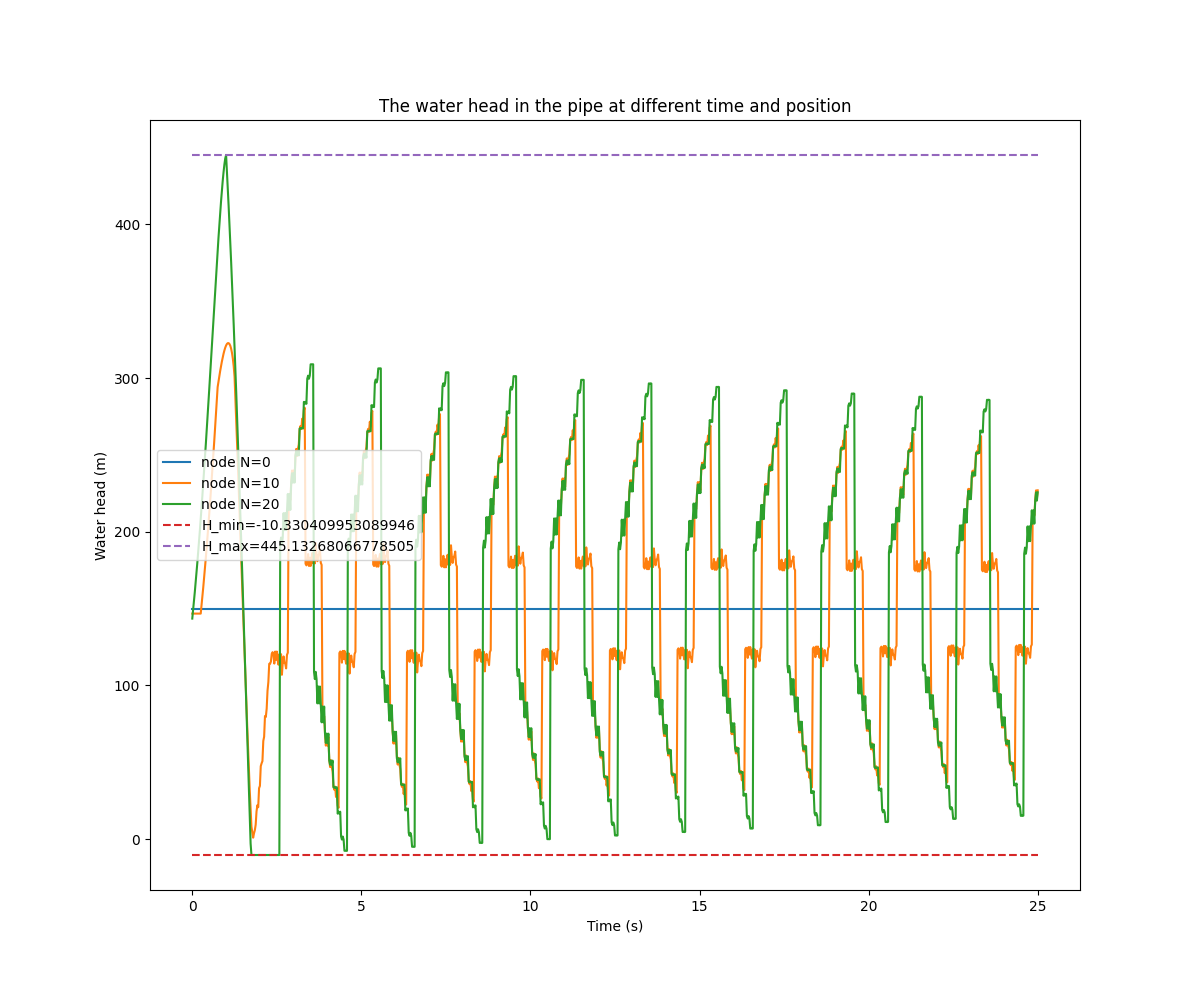 The water head in the pipe at different time and position
400
300
200
100
0
Water head (m)
node N=0
node N=10
node N=20
H_min=-10.330409953089946
H_max=445.13268066778505
0 5 10 15 20 25
Time (s)